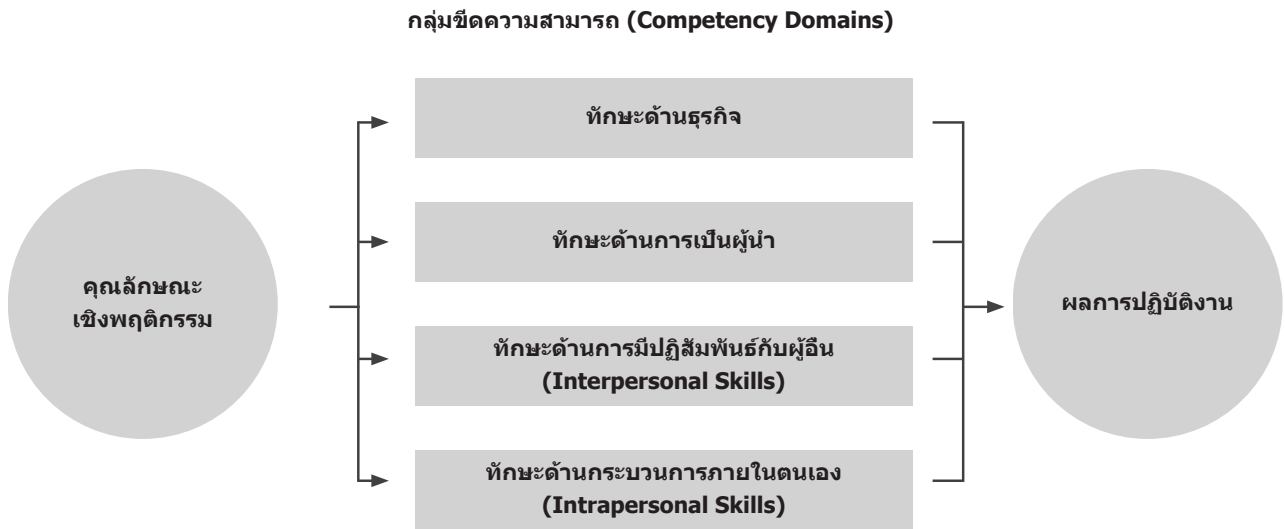 กลุ่มขีดความสามารถ (Competency Domains)
ทักษะด้านธุรกิจ
ทักษะด้านการเป็นผู้นำ
คุณลักษณะ
เชิงพฤติกรรม
ผลการปฏิบัติงาน
ทักษะด้านการมีปฏิสัมพันธ์กับผู้อื่น
(Interpersonal Skills)
ทักษะด้านกระบวนการภายในตนเอง
(Intrapersonal Skills)